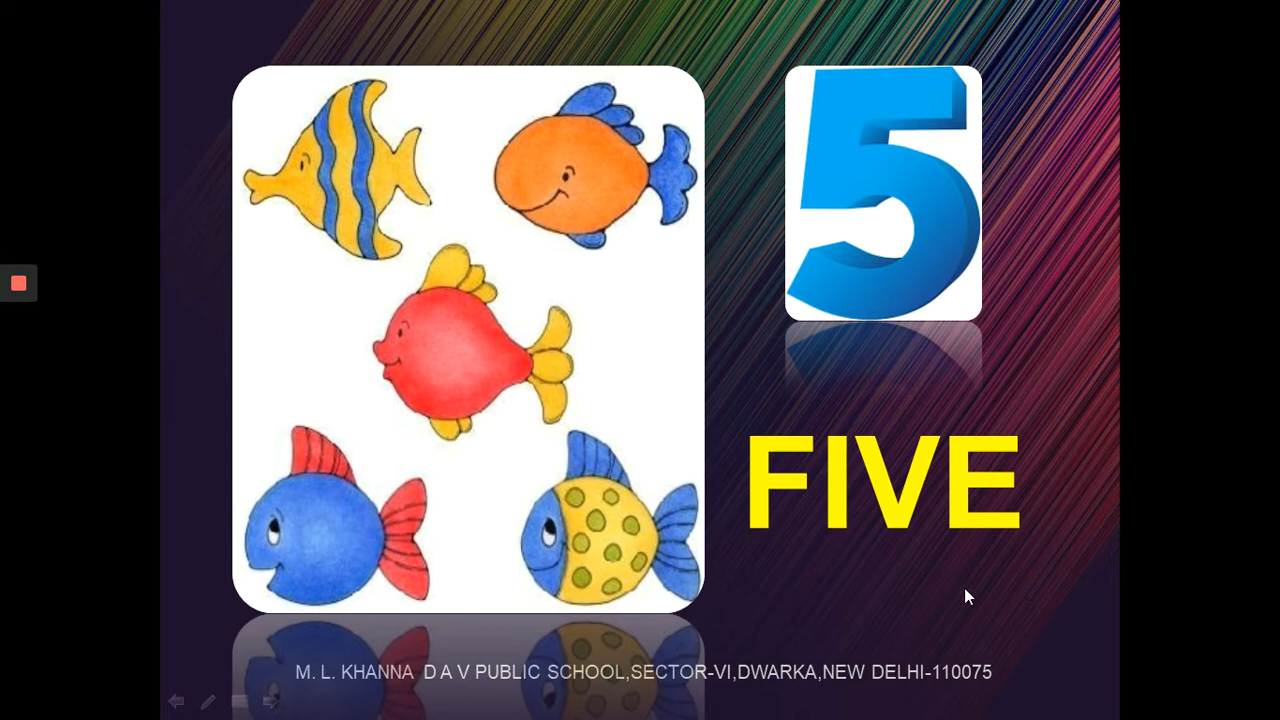 5
FIVE
M. L. KHANNA D A V PUBLIC SCHOOL,SECTOR-VI,DWARKA,NEW DELHI-110075